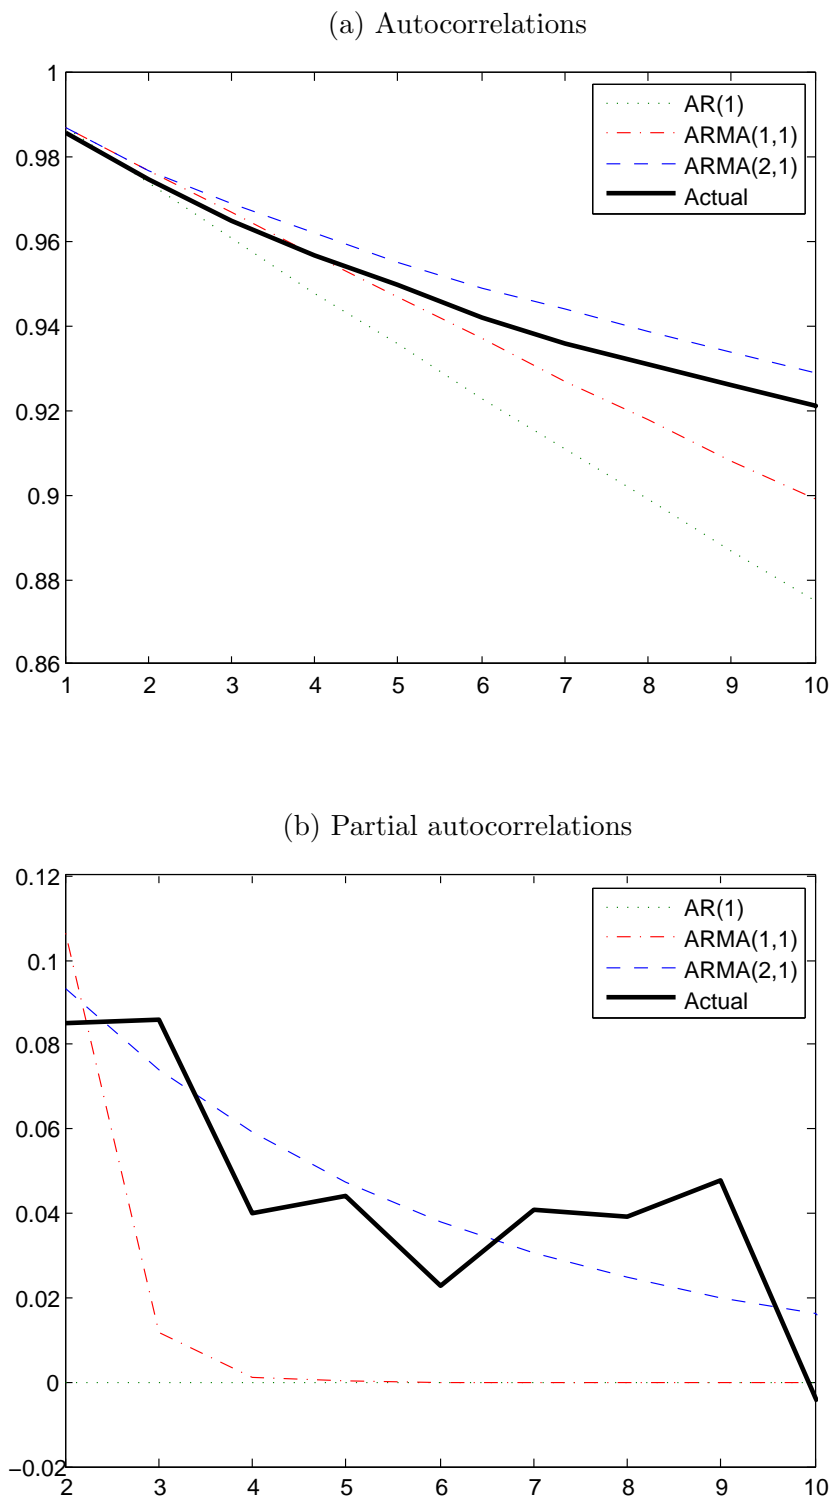 (a) Autocorrelations
1
0.98
0.96
0.94
0.92
0.9
0.88
0.86
1 2 3 4 5 6 7 8 9 10
AR(1)
ARMA(1,1)
ARMA(2,1)
Actual
(b) Partial autocorrelations
0.12
0.1
0.08
0.06
0.04
0.02
0
−0.02
2 3 4 5 6 7 8 9 10
AR(1)
ARMA(1,1)
ARMA(2,1)
Actual